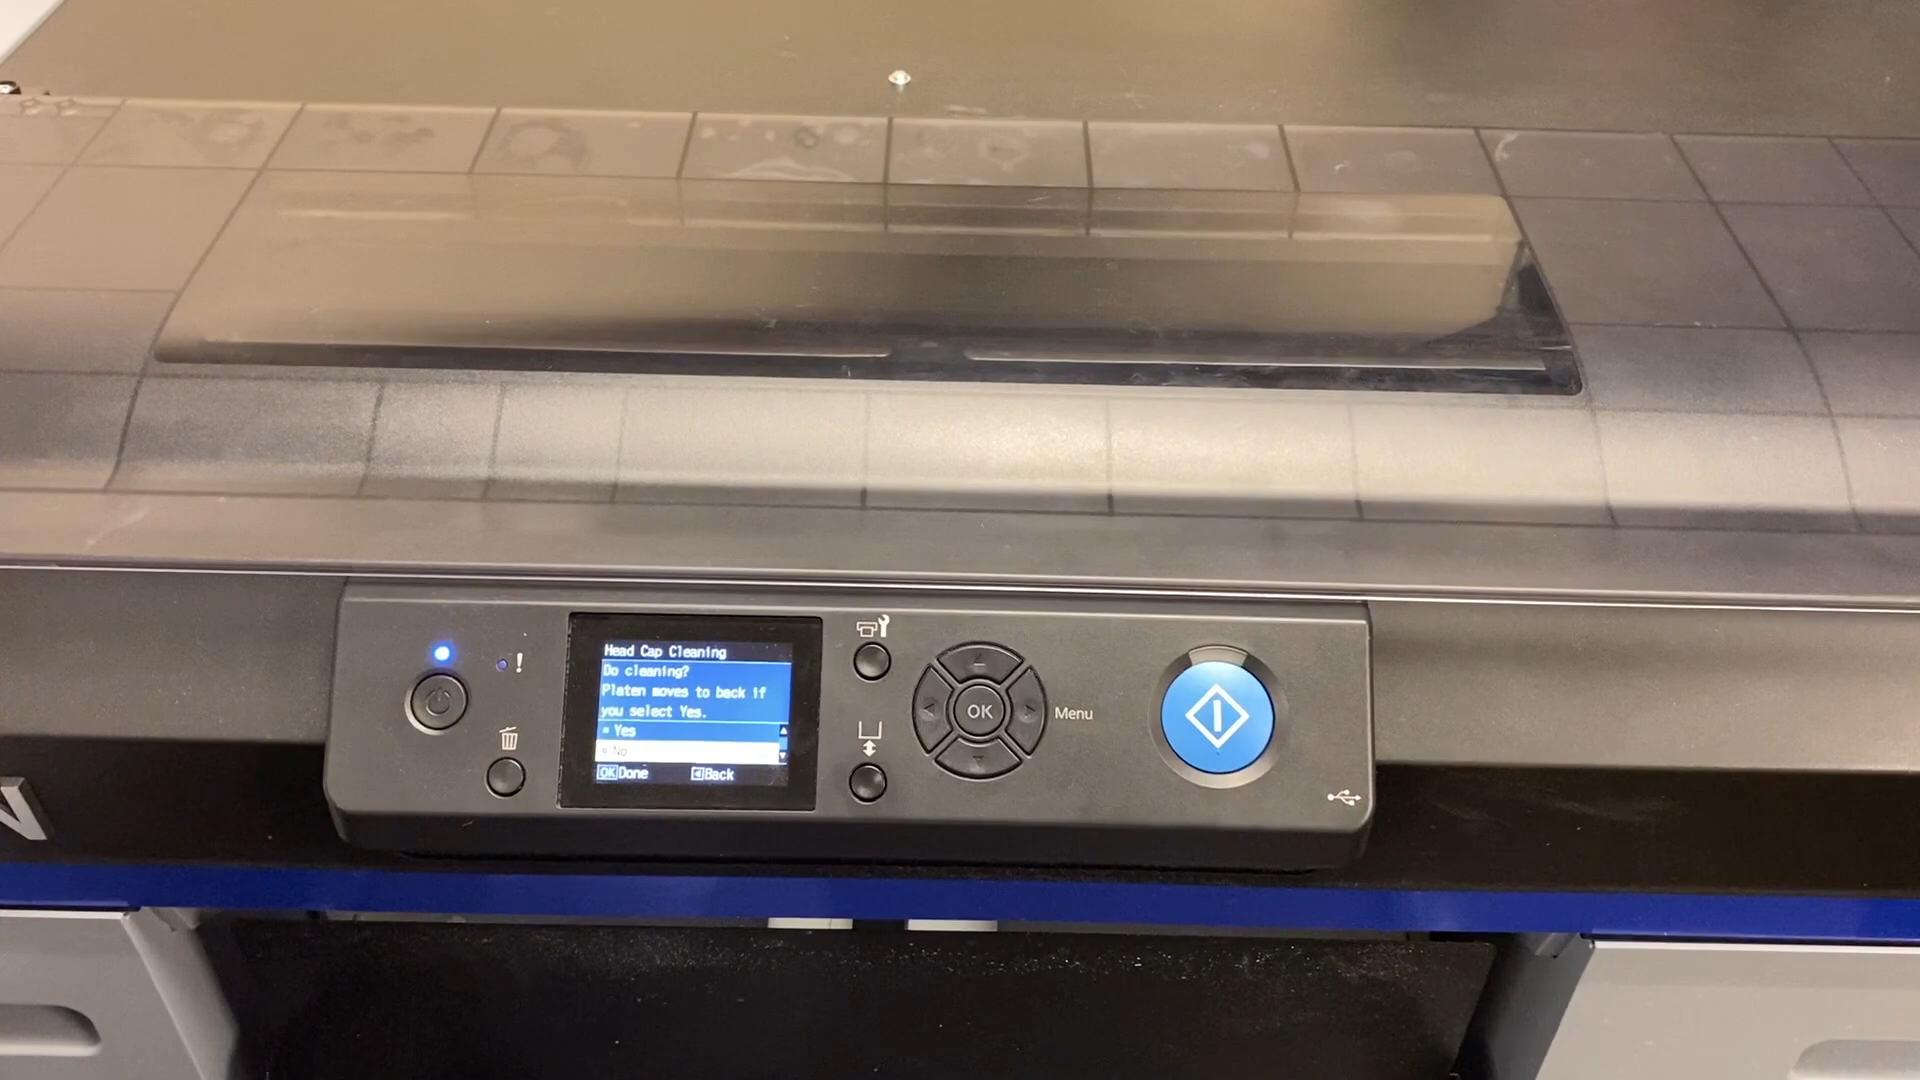 Head Cap Cleaning
Do cleaning?
Platen moves to back if
you select Yes.
Yes
No
OK Done Back
!
OK
Menu
N